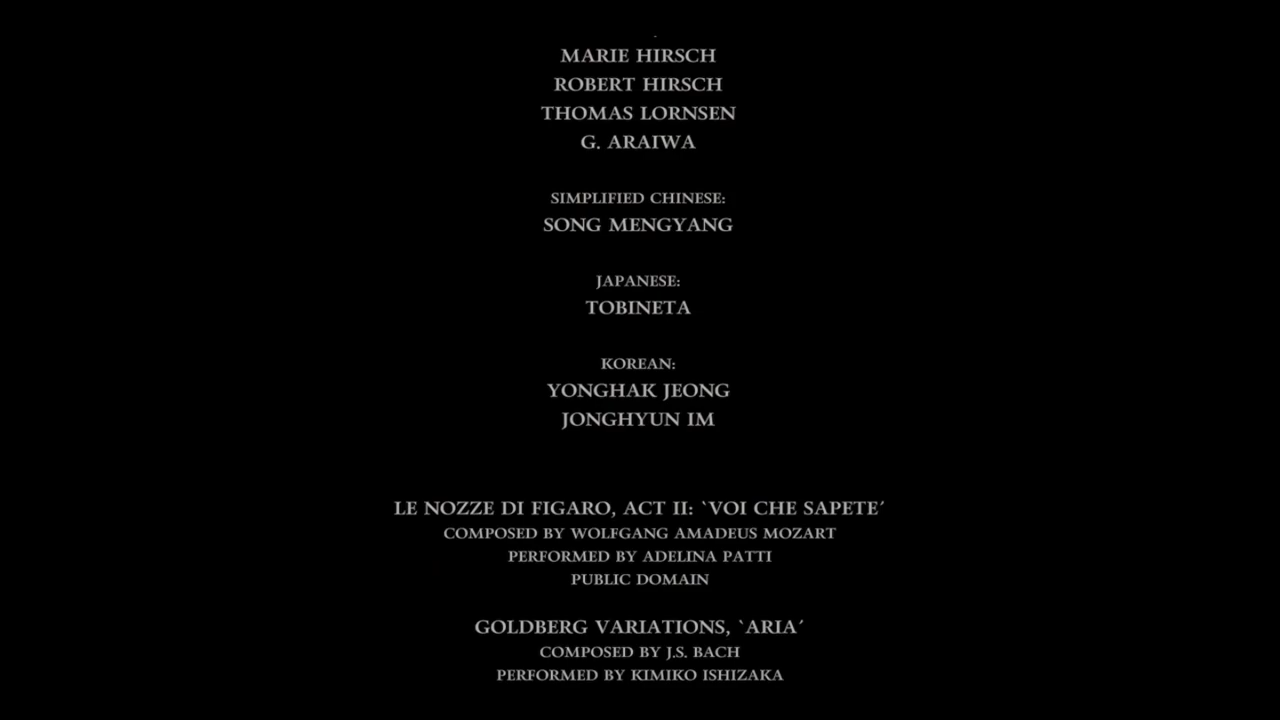 MARIE HIRSCH
ROBERT HIRSCH
THOMAS LORNSEN
G. ARAIWA
SIMPLIFIED CHINESE:
SONG MENGYANG
JAPANESE:
TOBINETA
KOREAN:
YONGHAK JEONG
JONGHYUN IM
LE NOZZE DI FIGARO, ACT II: `VOI CHE SAPETE´
COMPOSED BY WOLFGANG AMADEUS MOZART
PERFORMED BY ADELINA PATTI
PUBLIC DOMAIN
GOLDBERG VARIATIONS, `ARIA´
COMPOSED BY J.S. BACH
PERFORMED BY KIMIKO ISHIZAKA